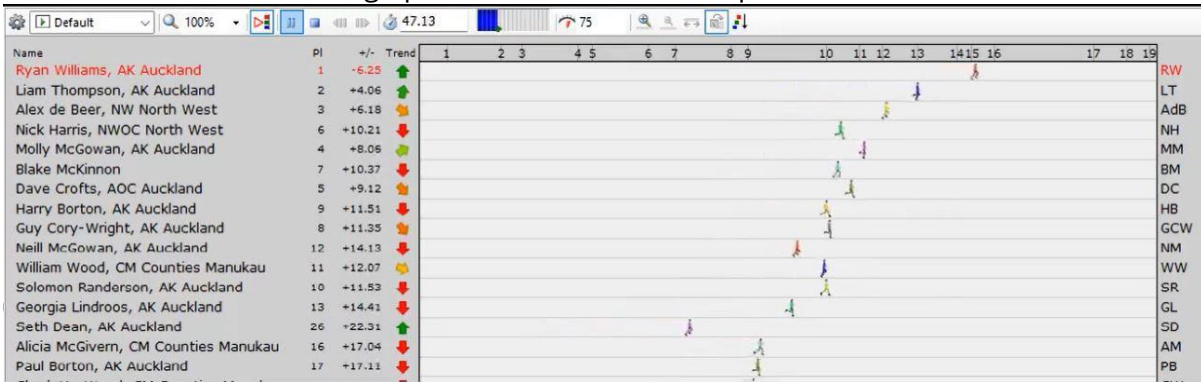 Default 100% 47.13 75
Name Pl +/- Trend 1 2 3 4 5 6 7 8 9 10 11 12 13 14 15 16 17 18 19
Ryan Williams, AK Auckland 1 -6.25 RW
Liam Thompson, AK Auckland 2 +4.06 LT
Alex de Beer, NW North West 3 +6.18 AdB
Nick Harris, NWOC North West 6 +10.21 NH
Molly McGowan, AK Auckland 4 +8.06 MM
Blake McKinnon 7 +10.37 BM
Dave Crofts, AOC Auckland 5 +9.12 DC
Harry Borton, AK Auckland 9 +11.51 HB
Guy Cory-Wright, AK Auckland 8 +11.35 GCW
Neill McGowan, AK Auckland 12 +14.13 NM
William Wood, CM Counties Manukau 11 +12.07 WW
Solomon Randerson, AK Auckland 10 +11.53 SR
Georgia Lindroos, AK Auckland 13 +14.41 GL
Seth Dean, AK Auckland 26 +22.31 SD
Alicia McGivern, CM Counties Manukau 16 +17.04 AM
Paul Borton, AK Auckland 17 +17.11 PB